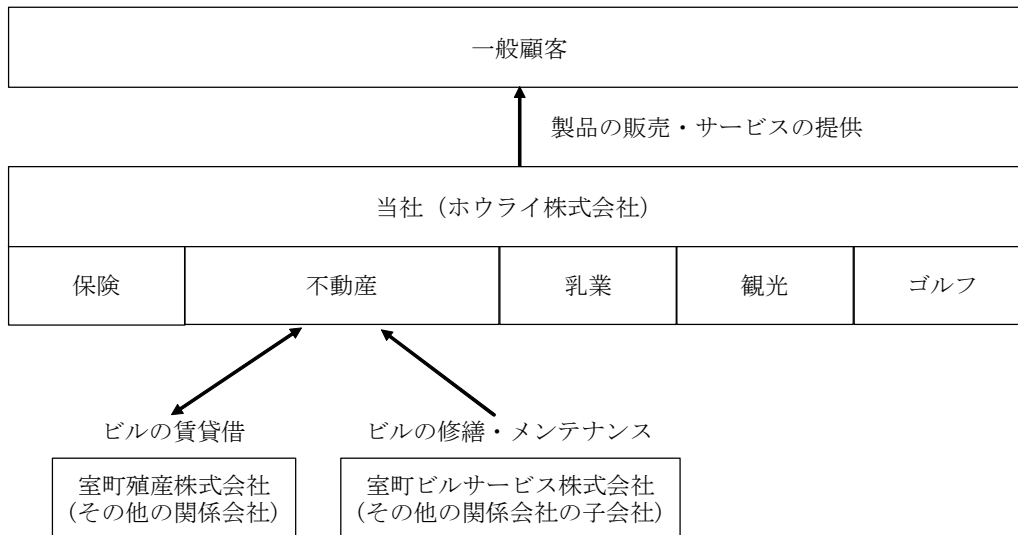 一般顧客
製品の販売・サービスの提供
当社（ホウライ株式会社）
保険
不動産
乳業
観光
ゴルフ
ビルの賃貸借
ビルの修繕・メンテナンス
室町殖産株式会社
（その他の関係会社）
室町ビルサービス株式会社
（その他の関係会社の子会社）